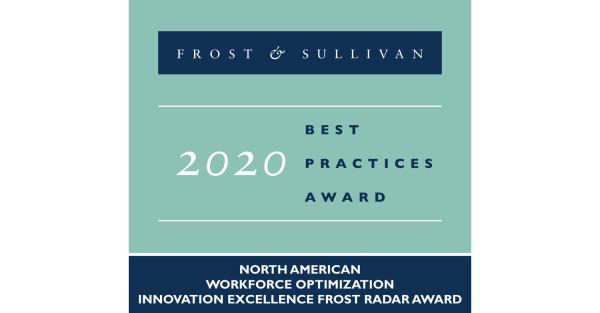 FROST & SULLIVAN
BEST
2020 PRACTICES
AWARD
NORTH AMERICAN
WORKFORCE OPTIMIZATION
INNOVATION EXCELLENCE FROST RADAR AWARD